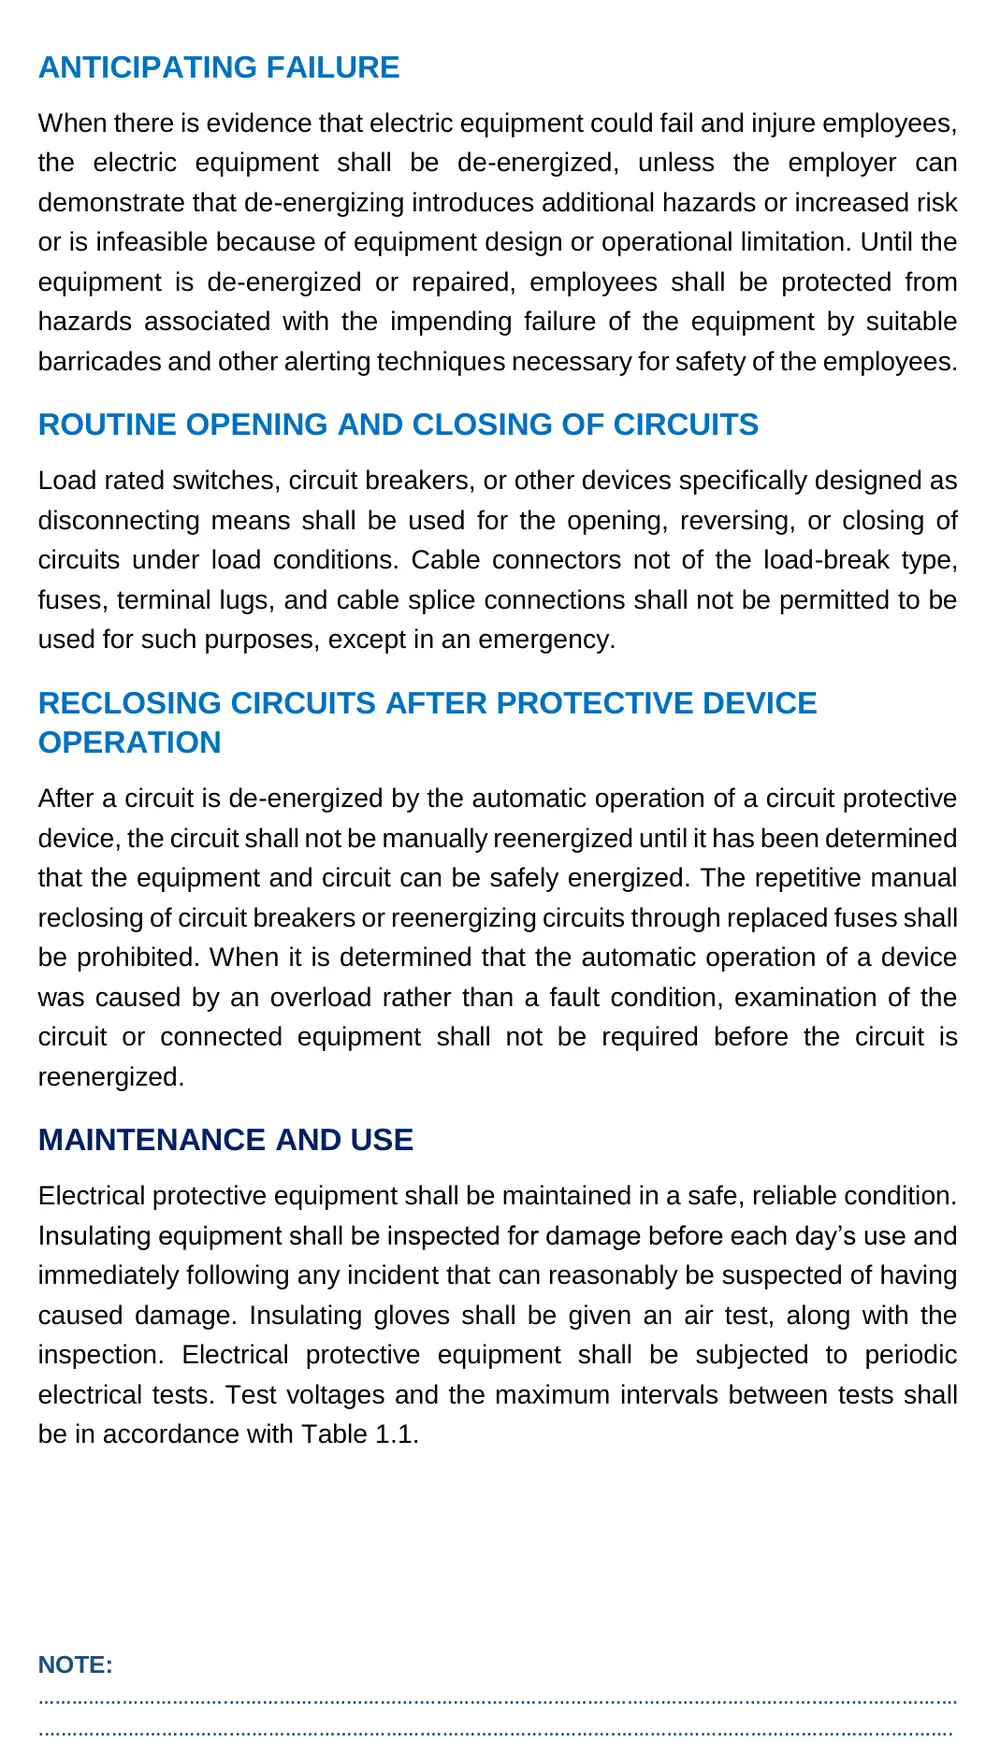 ANTICIPATING FAILURE
When there is evidence that electric equipment could fail and injure employees,
the electric equipment shall be de-energized, unless the employer can
demonstrate that de-energizing introduces additional hazards or increased risk
or is infeasible because of equipment design or operational limitation. Until the
equipment is de-energized or repaired, employees shall be protected from
hazards associated with the impending failure of the equipment by suitable
barricades and other alerting techniques necessary for safety of the employees.
ROUTINE OPENING AND CLOSING OF CIRCUITS
Load rated switches, circuit breakers, or other devices specifically designed as
disconnecting means shall be used for the opening, reversing, or closing of
circuits under load conditions. Cable connectors not of the load-break type,
fuses, terminal lugs, and cable splice connections shall not be permitted to be
used for such purposes, except in an emergency.
RECLOSING CIRCUITS AFTER PROTECTIVE DEVICE
OPERATION
After a circuit is de-energized by the automatic operation of a circuit protective
device, the circuit shall not be manually reenergized until it has been determined
that the equipment and circuit can be safely energized. The repetitive manual
reclosing of circuit breakers or reenergizing circuits through replaced fuses shall
be prohibited. When it is determined that the automatic operation of a device
was caused by an overload rather than a fault condition, examination of the
circuit or connected equipment shall not be required before the circuit is
reenergized.
MAINTENANCE AND USE
Electrical protective equipment shall be maintained in a safe, reliable condition.
Insulating equipment shall be inspected for damage before each day’s use and
immediately following any incident that can reasonably be suspected of having
caused damage. Insulating gloves shall be given an air test, along with the
inspection. Electrical protective equipment shall be subjected to periodic
electrical tests. Test voltages and the maximum intervals between tests shall
be in accordance with Table 1.1.
NOTE: